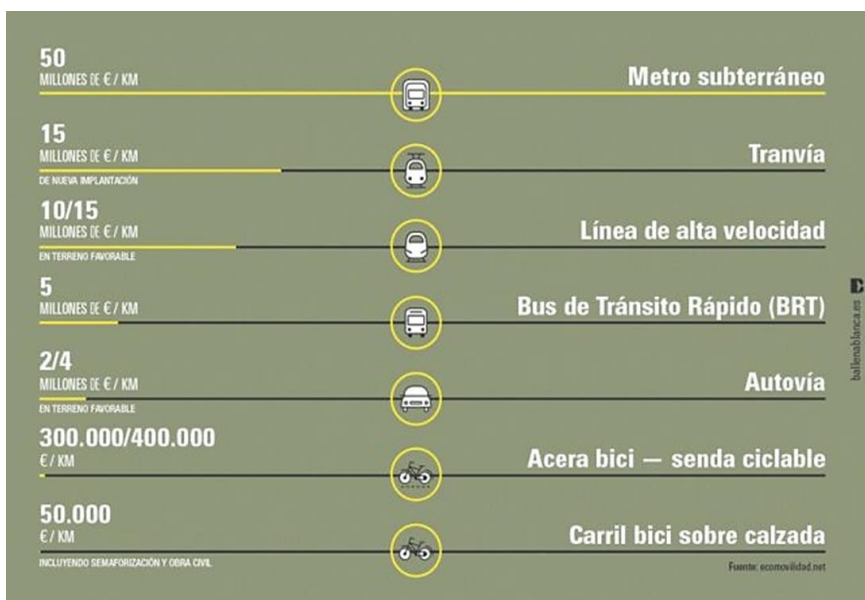 50
MILLONES DE € / KM
Metro subterráneo
15
MILLONES DE € / KM
Tranvía
DE NUEVA IMPLANTACIÓN
10/15
MILLONES DE € / KM
Línea de alta velocidad
EN TERRENO FAVORABLE
5
MILLONES DE € / KM
Bus de Tránsito Rápido (BRT)
2/4
MILLONES DE € / KM
Autovía
EN TERRENO FAVORABLE
300.000/400.000
€ / KM
Acera bici — senda ciclable
50.000
€ / KM
Carril bici sobre calzada
INCLUYENDO SEMAFORIZACIÓN Y OBRA CIVIL
Fuente: ecomovilidad.net
ballenablanca.es